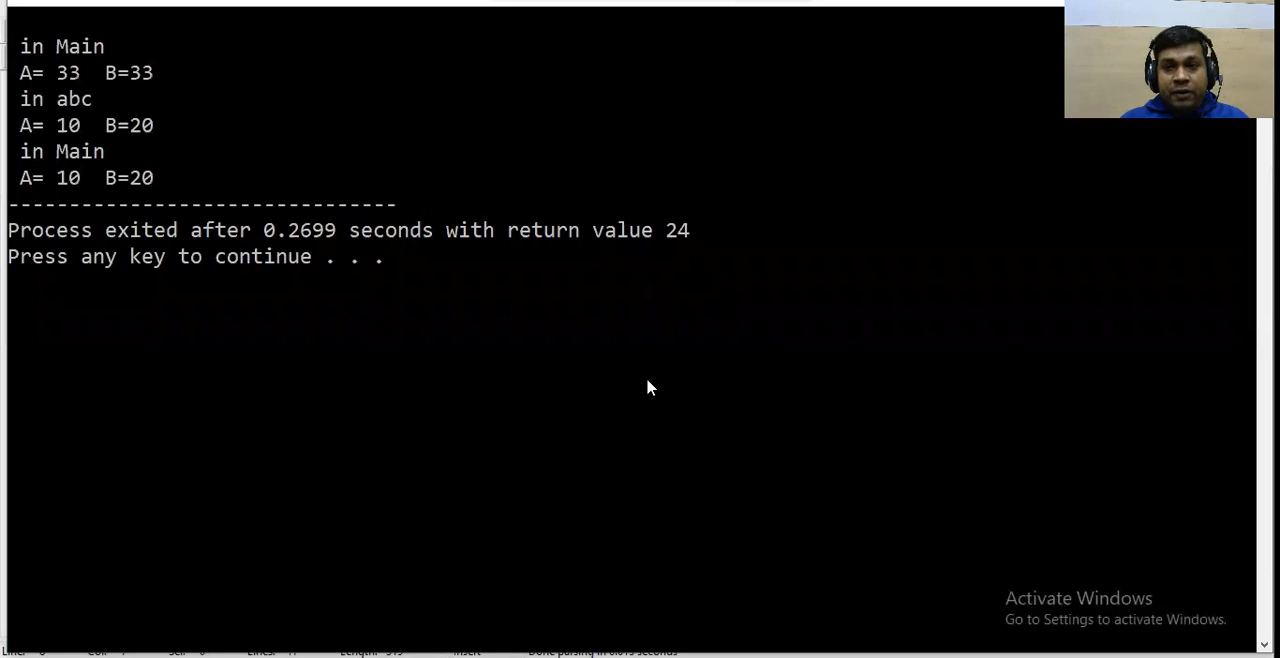 in Main
A= 33  B=33
in abc
A= 10  B=20
in Main
A= 10  B=20
--------------------------------
Process exited after 0.2699 seconds with return value 24
Press any key to continue . . .
Activate Windows
Go to Settings to activate Windows.